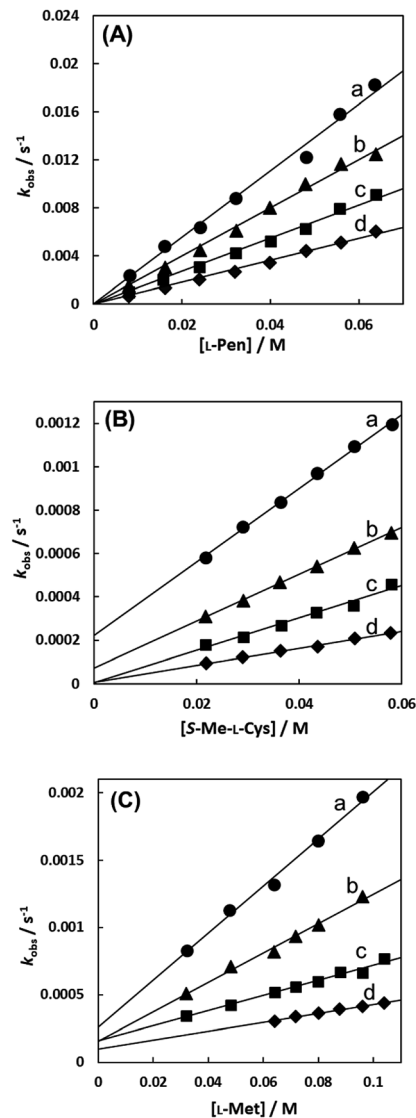 (A)
0.024
0.02
0.016
0.012
0.008
0.004
0
k_obs / s⁻¹
a
b
c
d
0 0.02 0.04 0.06
[L-Pen] / M
(B)
0.0012
0.001
0.0008
0.0006
0.0004
0.0002
0
k_obs / s⁻¹
a
b
c
d
0 0.02 0.04 0.06
[S-Me-L-Cys] / M
(C)
0.002
0.0015
0.001
0.0005
0
k_obs / s⁻¹
a
b
c
d
0 0.02 0.04 0.06 0.08 0.1
[L-Met] / M